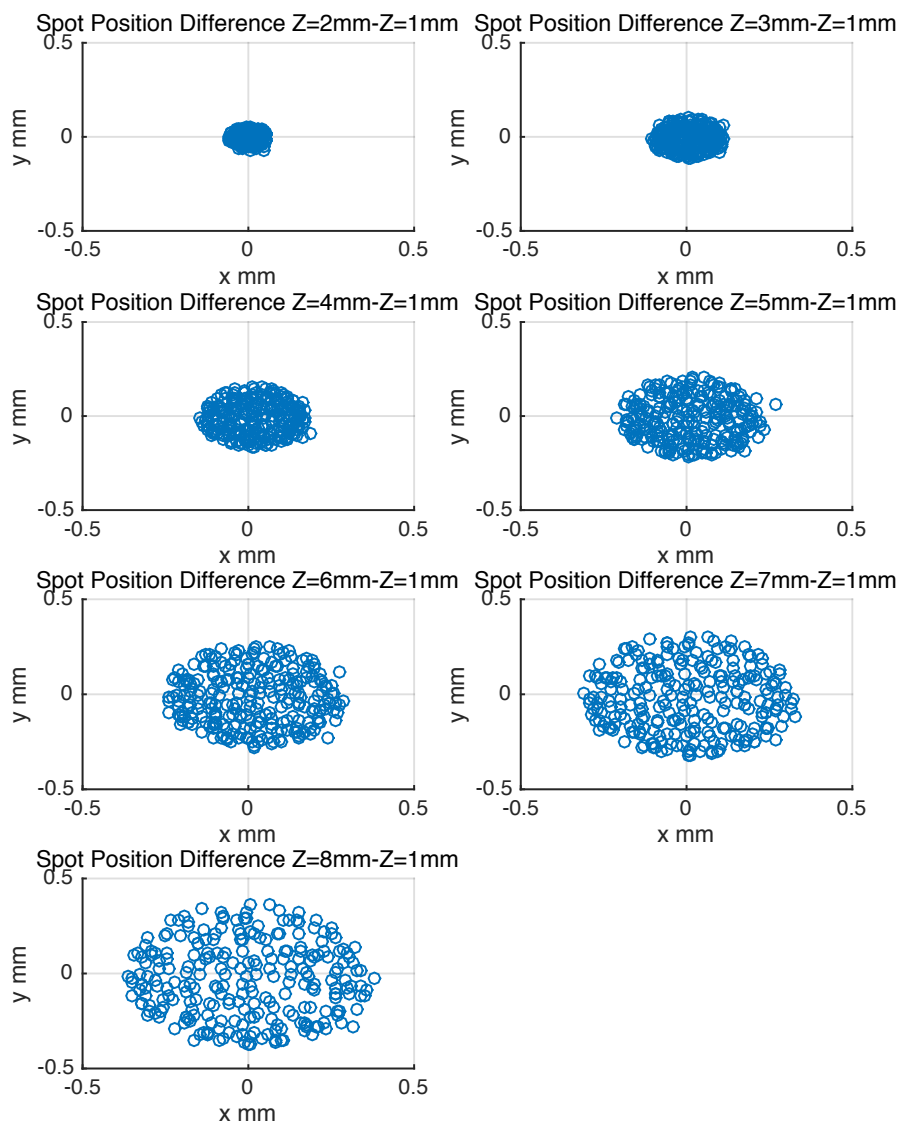 Spot Position Difference Z=2mm-Z=1mm
0.5
0
-0.5
y mm
-0.5
0
0.5
x mm
Spot Position Difference Z=3mm-Z=1mm
0.5
0
-0.5
y mm
-0.5
0
0.5
x mm
Spot Position Difference Z=4mm-Z=1mm
0.5
0
-0.5
y mm
-0.5
0
0.5
x mm
Spot Position Difference Z=5mm-Z=1mm
0.5
0
-0.5
y mm
-0.5
0
0.5
x mm
Spot Position Difference Z=6mm-Z=1mm
0.5
0
-0.5
y mm
-0.5
0
0.5
x mm
Spot Position Difference Z=7mm-Z=1mm
0.5
0
-0.5
y mm
-0.5
0
0.5
x mm
Spot Position Difference Z=8mm-Z=1mm
0.5
0
-0.5
y mm
-0.5
0
0.5
x mm